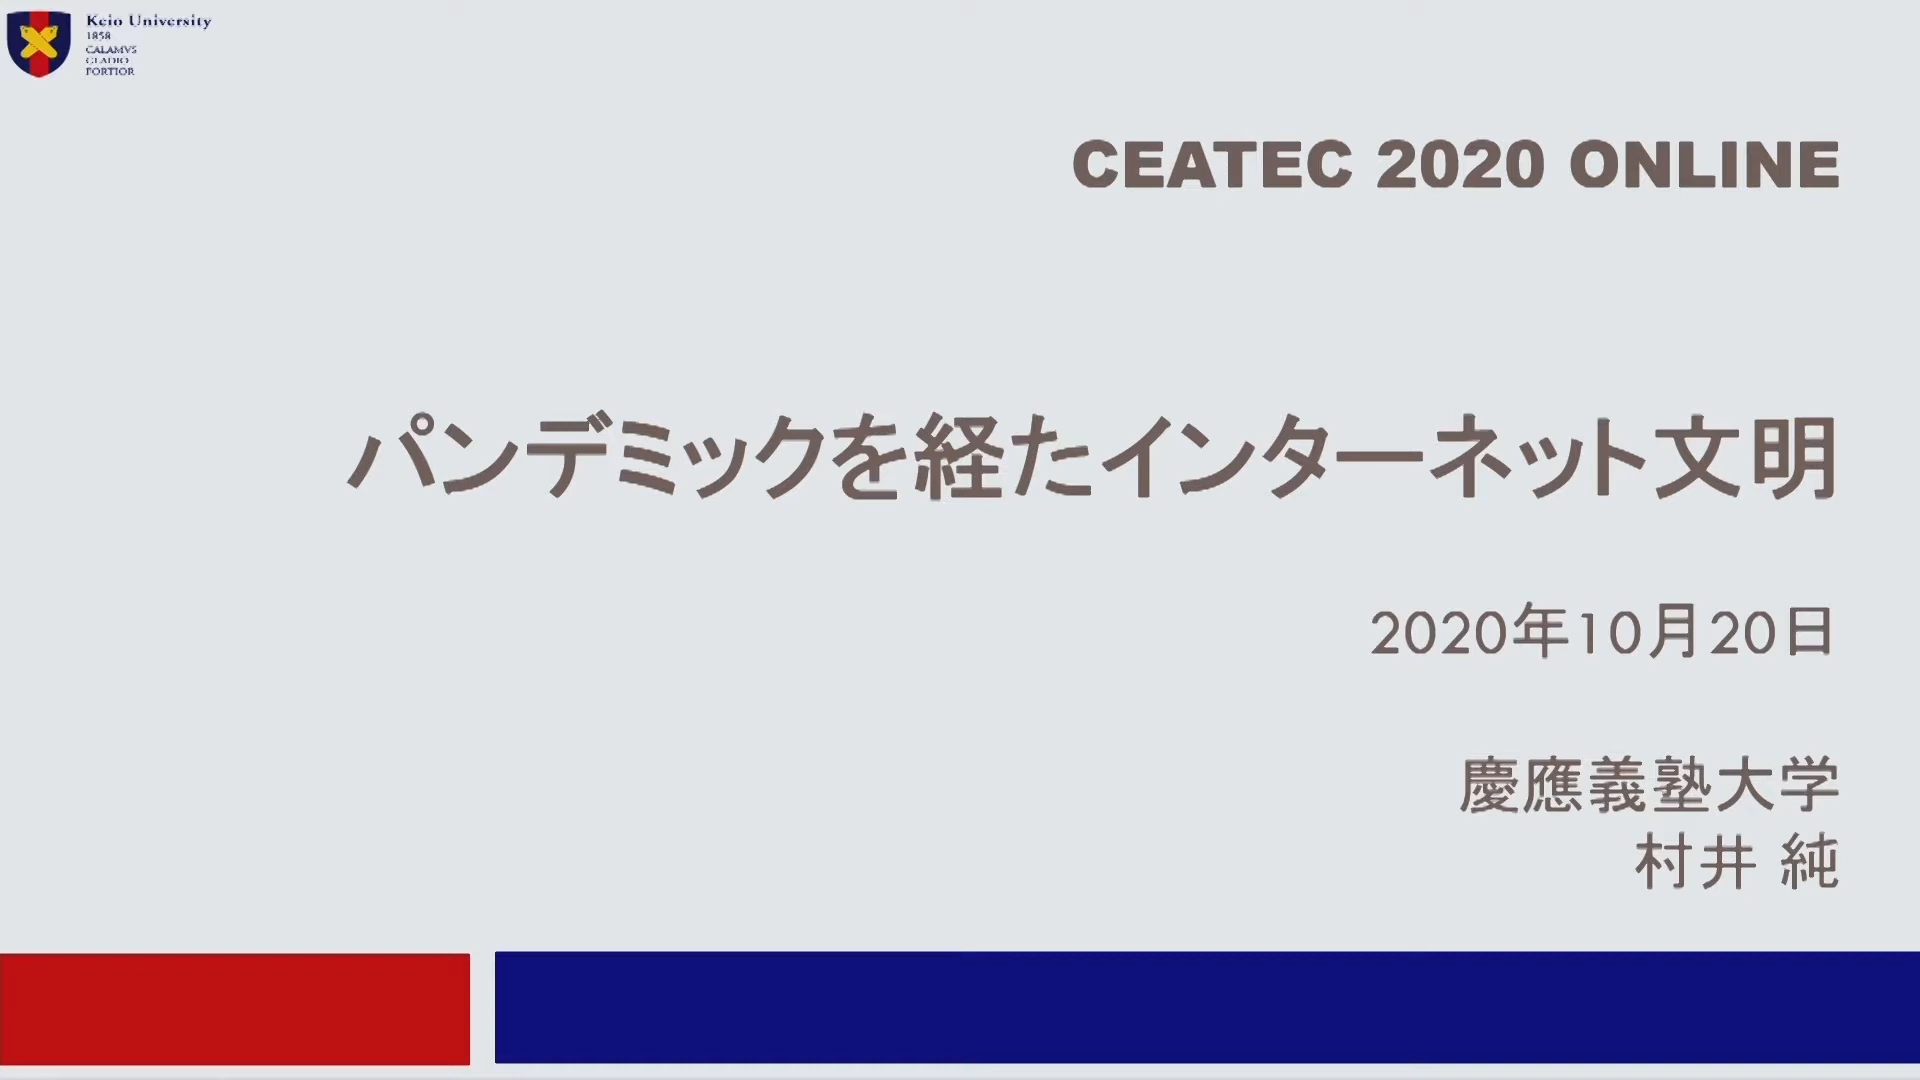 Keio University
1858
CALAMVS
GLADIO
FORTIOR
CEATEC 2020 ONLINE
パンデミックを経たインターネット文明
2020年10月20日
慶應義塾大学
村井 純